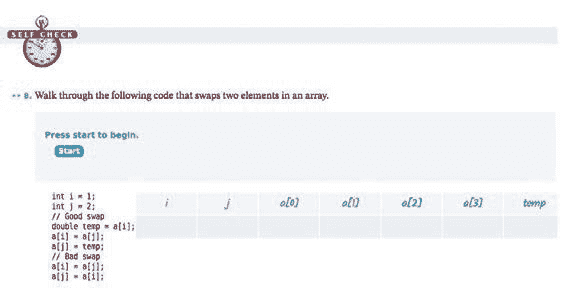 SELF CHECK
•• 8. Walk through the following code that swaps two elements in an array.
Press start to begin.
Start
int i = 1;
int j = 2;
// Good swap
double temp = a[i];
a[i] = a[j];
a[j] = temp;
// Bad swap
a[i] = a[j];
a[j] = a[i];
i j a[0] a[1] a[2] a[3] temp